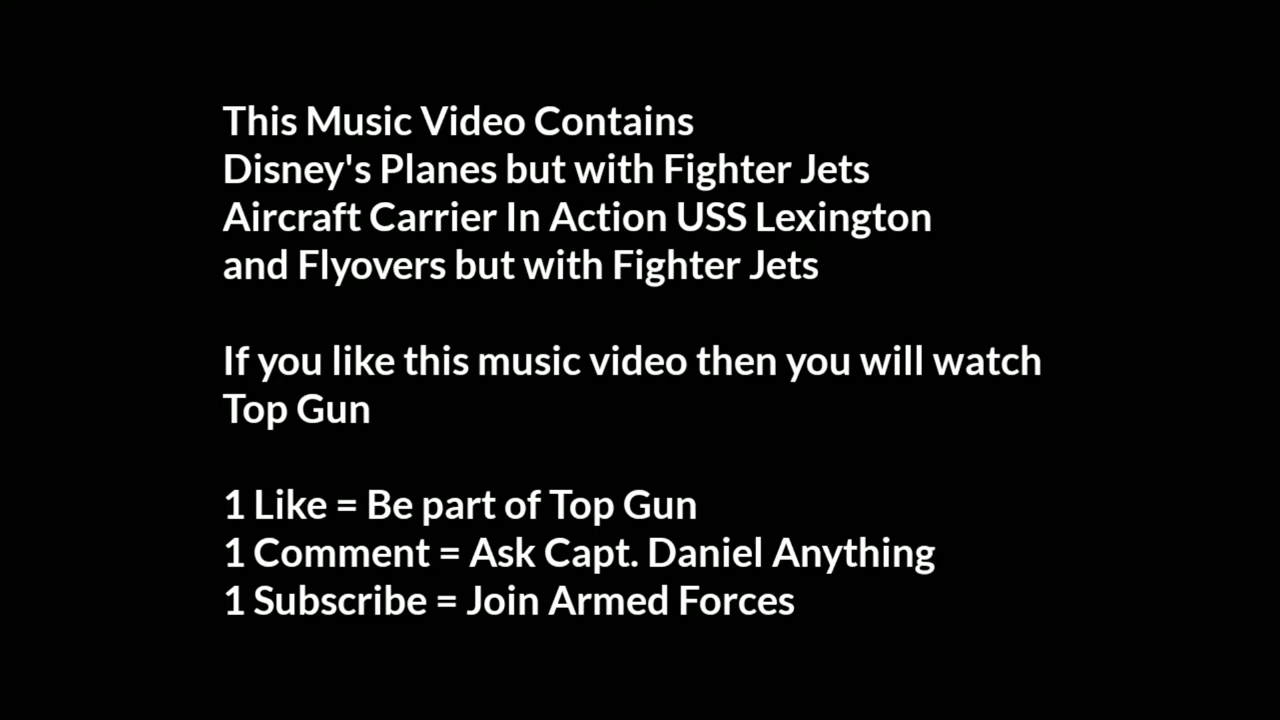 This Music Video Contains
Disney's Planes but with Fighter Jets
Aircraft Carrier In Action USS Lexington
and Flyovers but with Fighter Jets
If you like this music video then you will watch
Top Gun
1 Like = Be part of Top Gun
1 Comment = Ask Capt. Daniel Anything
1 Subscribe = Join Armed Forces